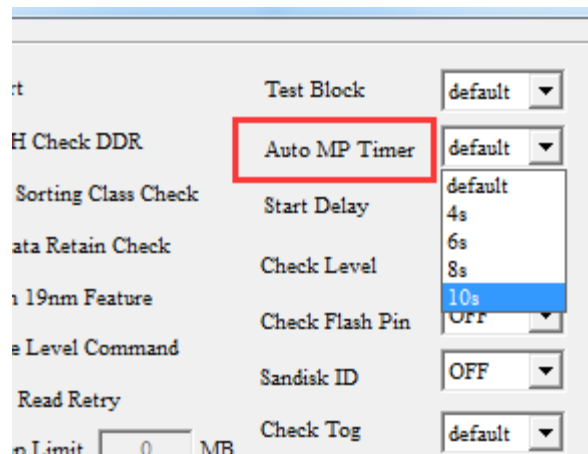 rt
Test Block default
H Check DDR
Auto MP Timer default
default
4s
6s
8s
10s
Sorting Class Check
Start Delay
ata Retain Check
Check Level
19nm Feature
Check Flash Pin OFF
e Level Command
Sandisk ID OFF
Read Retry
Check Tog default
Limit 0 MB